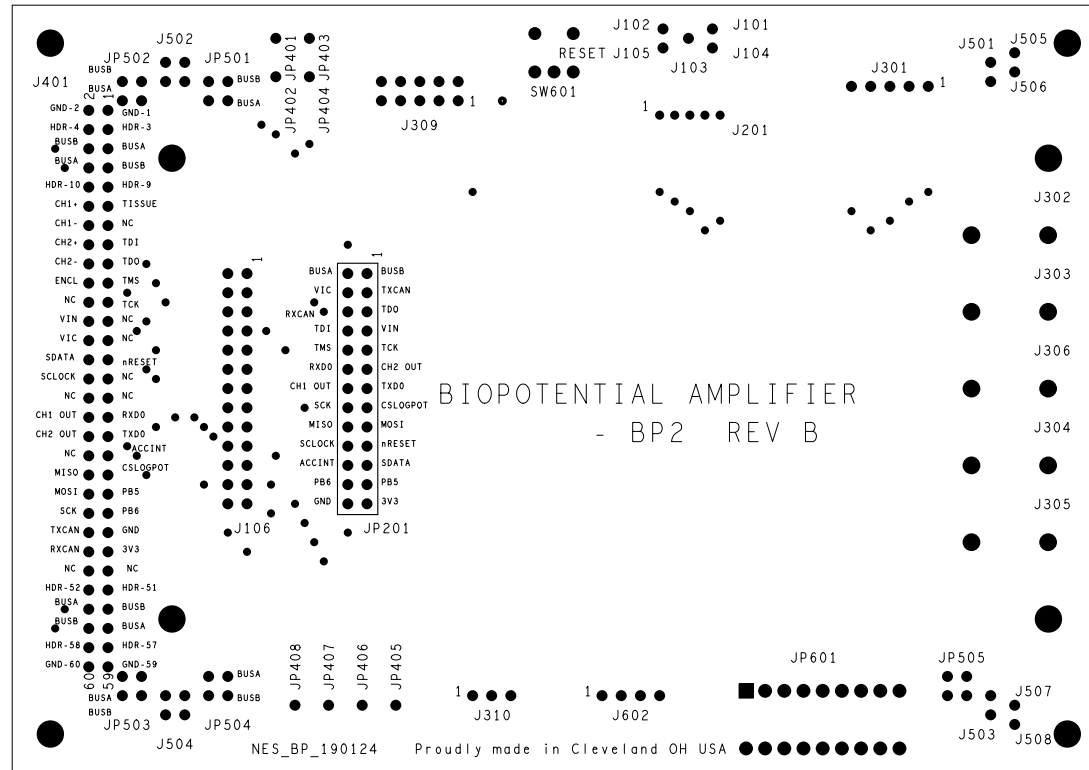 J502
JP502
JP501
BUSB
BUSA
J401
2
1
BUSB
BUSA
JP401
JP403
JP402
JP404
J309
1
RESET
SW601
J102
J101
J105
J104
J103
1
J201
J301
1
J501
J505
J506
GND-2
GND-1
HDR-4
HDR-3
BUSB
BUSA
BUSA
BUSB
HDR-10
HDR-9
CH1+
TISSUE
CH1-
NC
CH2+
TDI
CH2-
TDO
ENCL
TMS
NC
TCK
VIN
NC
VIC
NC
SDATA
nRESET
SCLOCK
NC
NC
NC
CH1 OUT
RXD0
CH2 OUT
TXD0
NC
ACCINT
MISO
CSLOGPOT
MOSI
PB5
SCK
PB6
TXCAN
GND
RXCAN
3V3
NC
NC
HDR-52
HDR-51
BUSA
BUSB
BUSB
BUSA
HDR-58
HDR-57
GND-60
GND-59
60
59
1
J106
1
BUSA
BUSB
VIC
TXCAN
RXCAN
TDO
TDI
VIN
TMS
TCK
RXD0
CH2 OUT
CH1 OUT
TXD0
SCK
CSLOGPOT
MISO
MOSI
SCLOCK
nRESET
ACCINT
SDATA
PB6
PB5
GND
3V3
JP201
BIOPOTENTIAL AMPLIFIER
- BP2 REV B
J302
J303
J306
J304
J305
BUSA
BUSB
JP503
J504
BUSA
BUSB
JP504
JP408
JP407
JP406
JP405
1
J310
1
J602
JP601
JP505
J507
J503
J508
NES_BP_190124
Proudly made in Cleveland OH USA